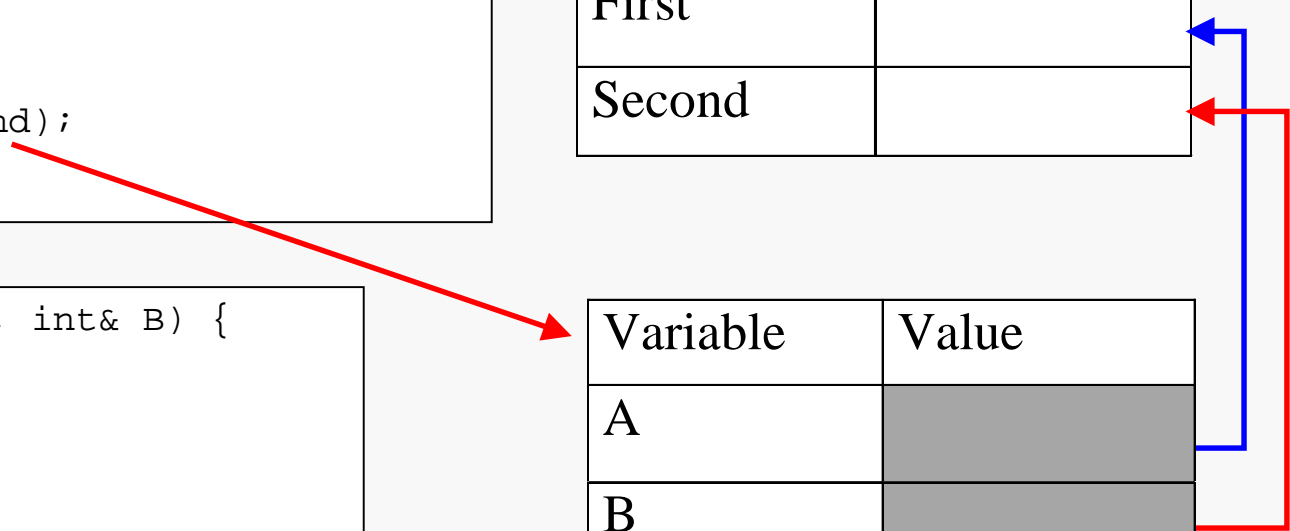 First
Second
nd);
int& B) {
Variable Value
A
B